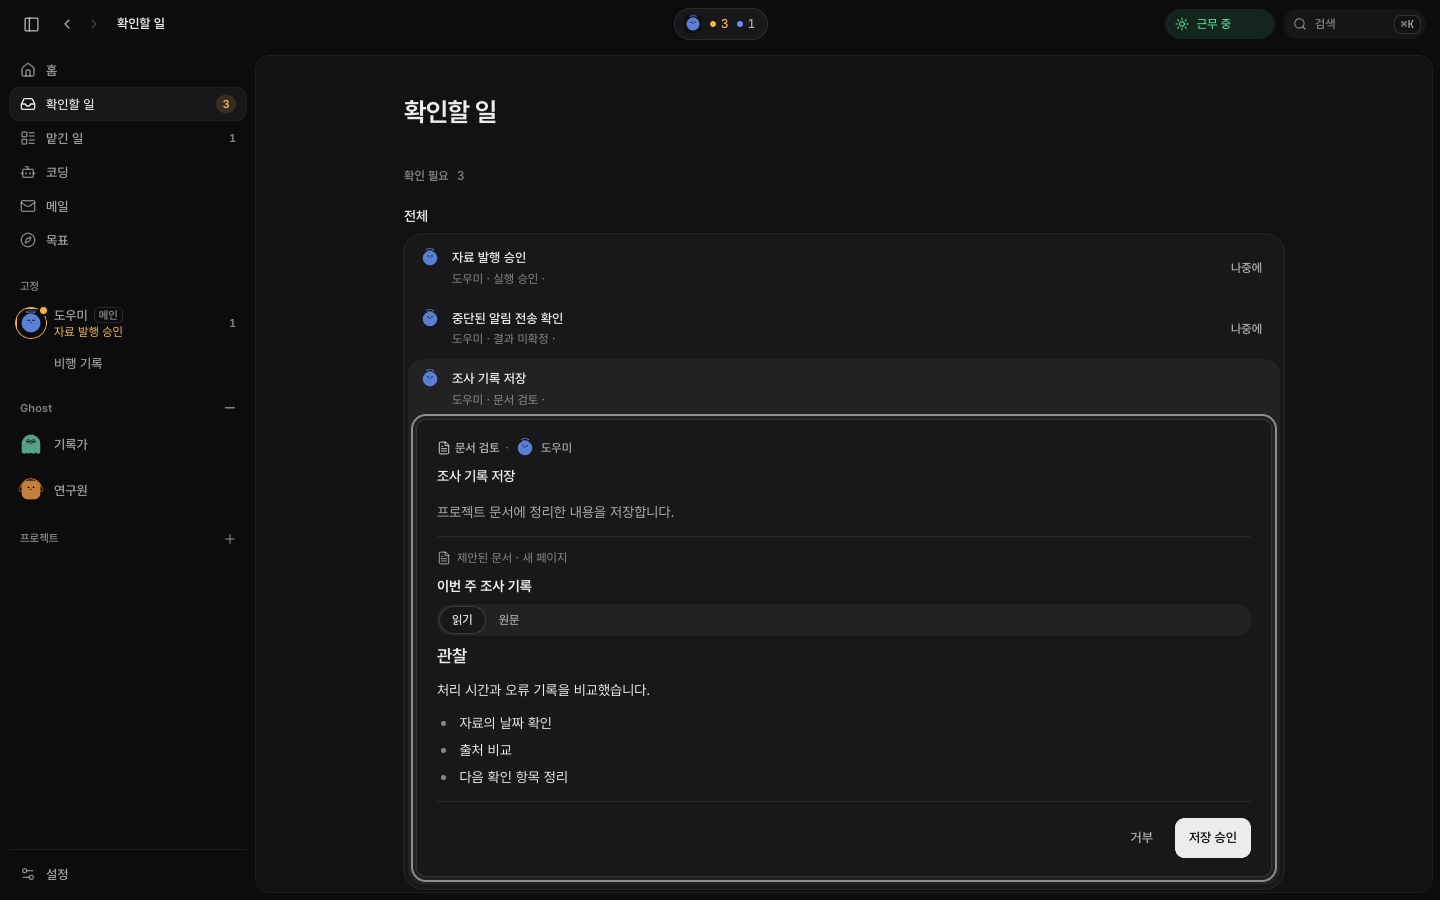 확인할 일
3
1
근무 중
검색
⌘K
홈
확인할 일
3
맡긴 일
1
코딩
메일
목표
고정
도우미
메인
자료 발행 승인
1
비행 기록
Ghost
기록가
연구원
프로젝트
설정
확인할 일
확인 필요 3
전체
자료 발행 승인
도우미 · 실행 승인 ·
나중에
중단된 알림 전송 확인
도우미 · 결과 미확정 ·
나중에
조사 기록 저장
도우미 · 문서 검토 ·
문서 검토 · 도우미
조사 기록 저장
프로젝트 문서에 정리한 내용을 저장합니다.
제안된 문서 · 새 페이지
이번 주 조사 기록
읽기
원문
관찰
처리 시간과 오류 기록을 비교했습니다.
자료의 날짜 확인
출처 비교
다음 확인 항목 정리
거부
저장 승인